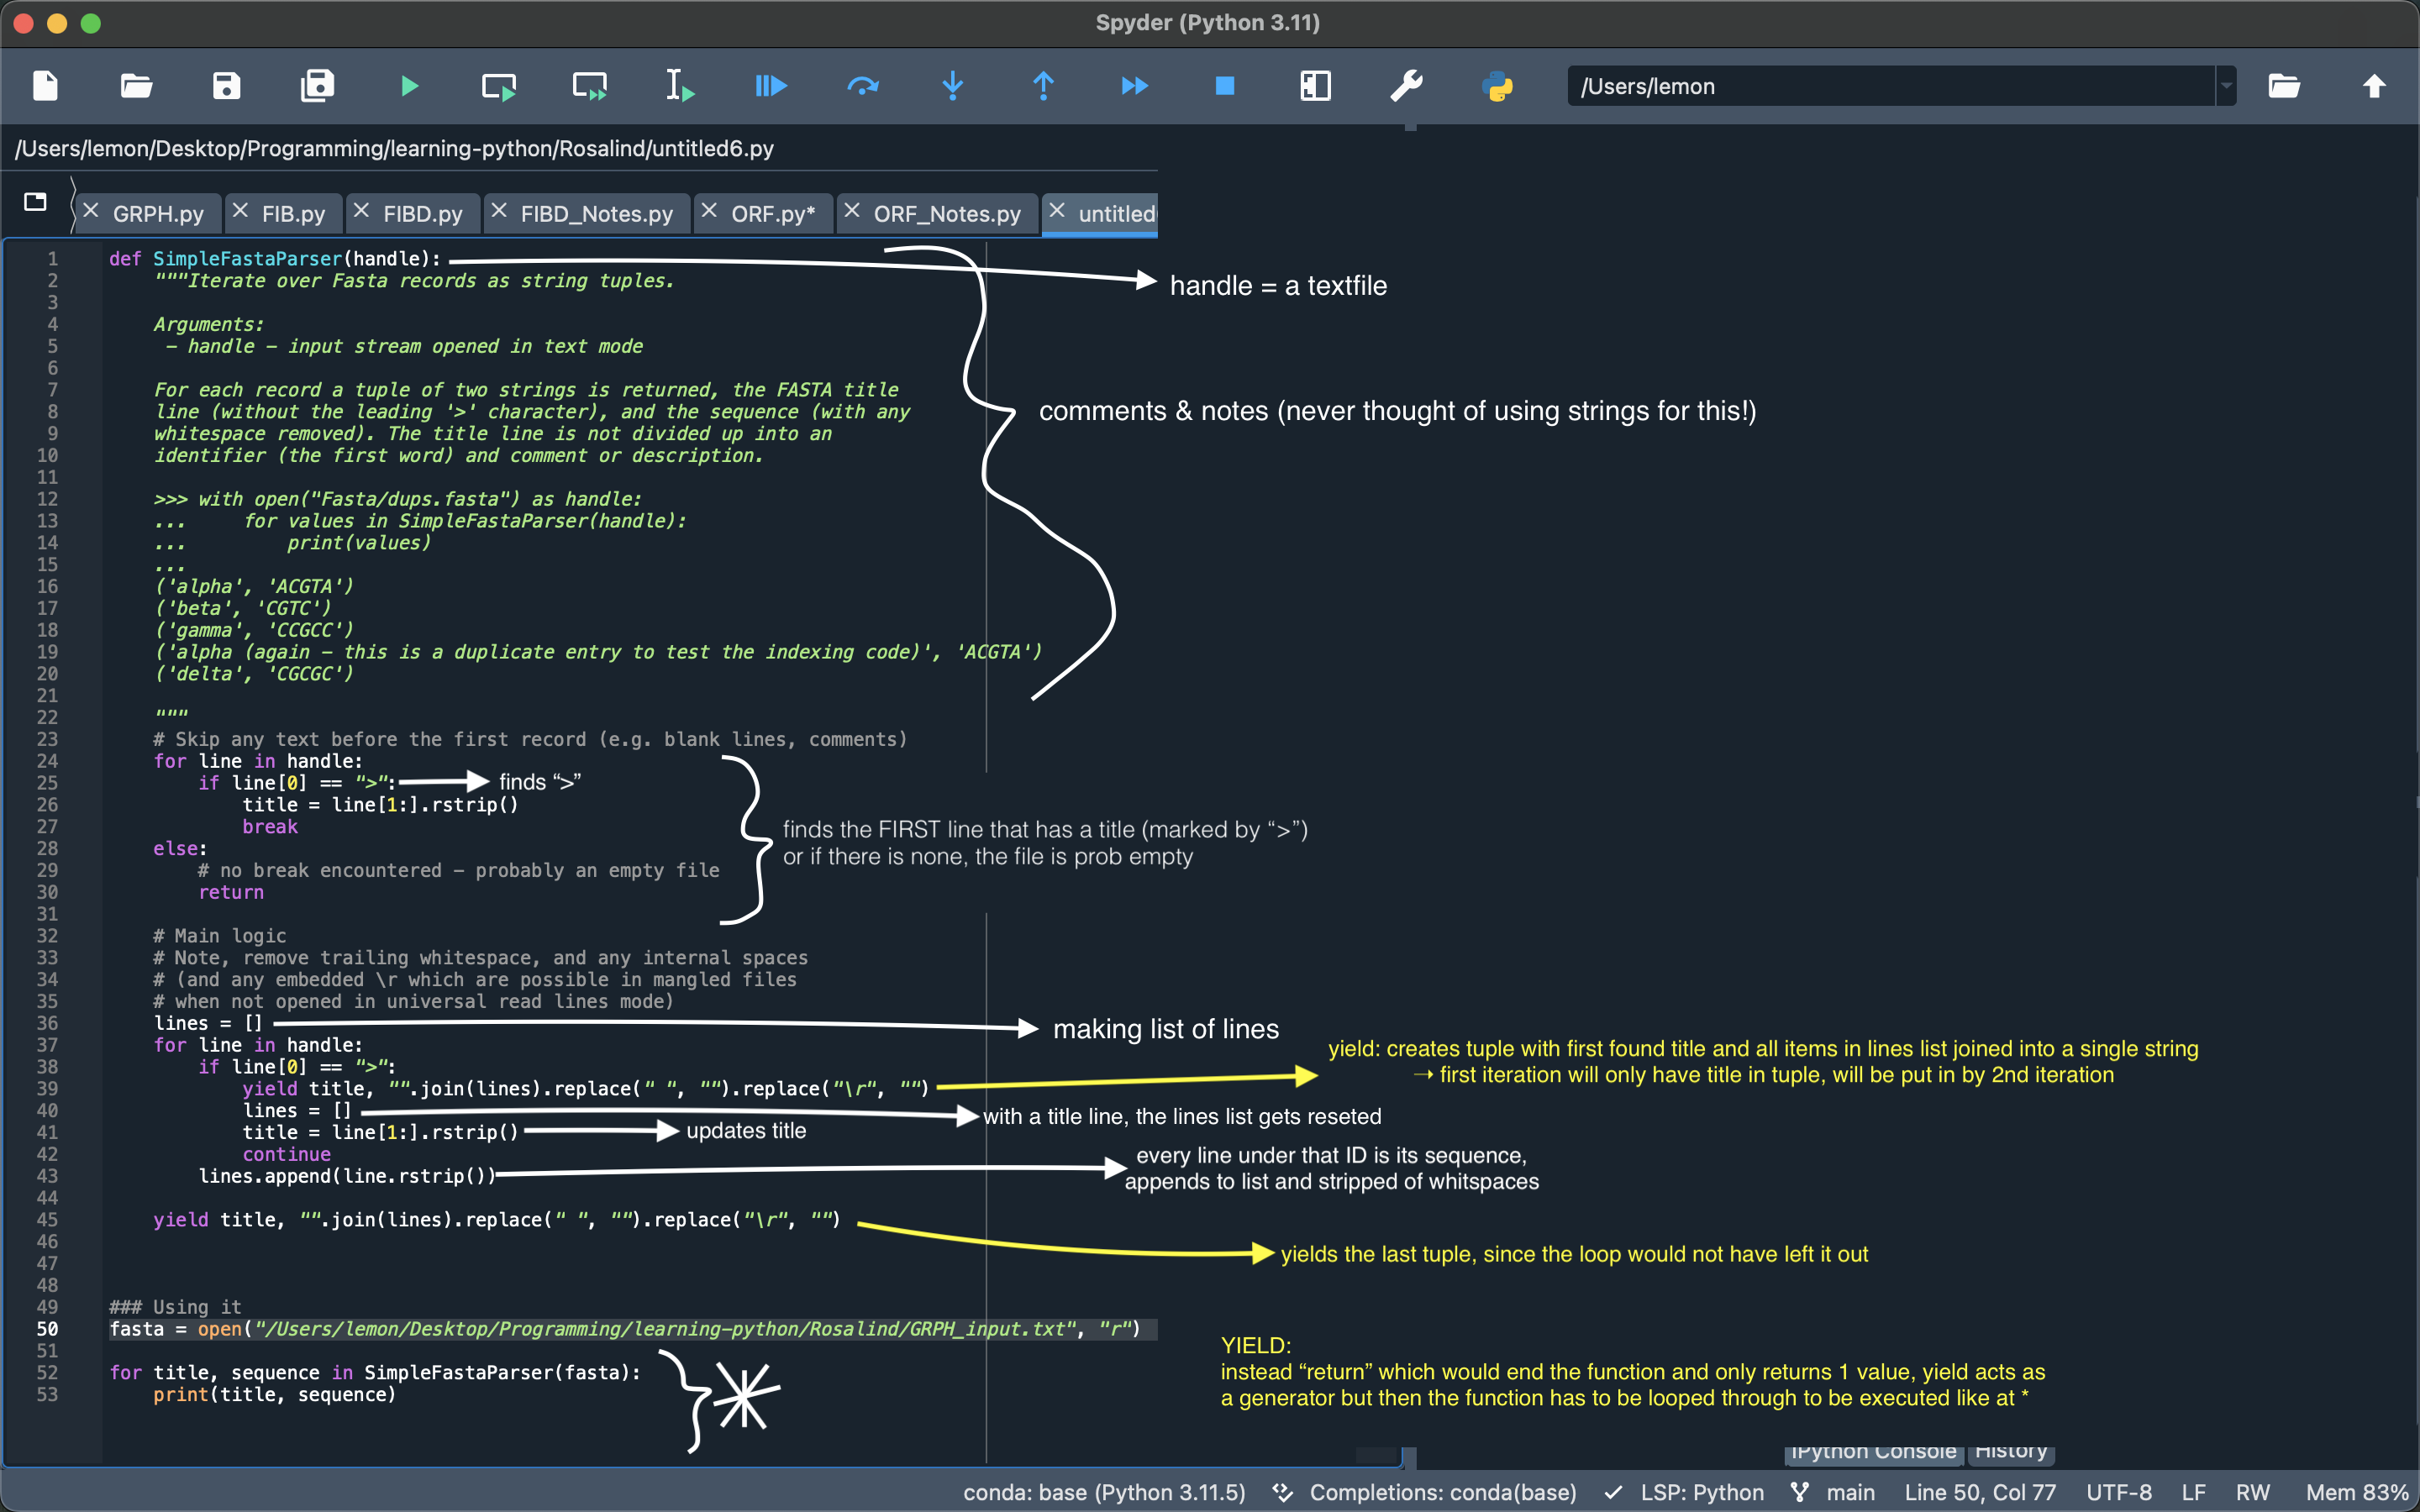 Spyder (Python 3.11)
/Users/lemon
/Users/lemon/Desktop/Programming/learning-python/Rosalind/untitled6.py
GRPH.py FIB.py FIBD.py FIBD_Notes.py ORF.py* ORF_Notes.py untitled
1 def SimpleFastaParser(handle):
handle = a textfile
2 """Iterate over Fasta records as string tuples.
3
4 Arguments:
5 - handle - input stream opened in text mode
6
7 For each record a tuple of two strings is returned, the FASTA title
8 line (without the leading '>' character), and the sequence (with any
comments & notes (never thought of using strings for this!)
9 whitespace removed). The title line is not divided up into an
10 identifier (the first word) and comment or description.
11
12 >>> with open("Fasta/dups.fasta") as handle:
13 ... for values in SimpleFastaParser(handle):
14 ... print(values)
15 ...
16 ('alpha', 'ACGTA')
17 ('beta', 'CGTC')
18 ('gamma', 'CCGCC')
19 ('alpha (again - this is a duplicate entry to test the indexing code)', 'ACGTA')
20 ('delta', 'CGCGC')
21
22 """
23 # Skip any text before the first record (e.g. blank lines, comments)
24 for line in handle:
25 if line[0] == ">":
finds “>”
26 title = line[1:].rstrip()
27 break
finds the FIRST line that has a title (marked by “>”)
or if there is none, the file is prob empty
28 else:
29 # no break encountered - probably an empty file
30 return
31
32 # Main logic
33 # Note, remove trailing whitespace, and any internal spaces
34 # (and any embedded \r which are possible in mangled files
35 # when not opened in universal read lines mode)
36 lines = []
making list of lines
37 for line in handle:
38 if line[0] == ">":
39 yield title, "".join(lines).replace(" ", "").replace("\r", "")
yield: creates tuple with first found title and all items in lines list joined into a single string
→ first iteration will only have title in tuple, will be put in by 2nd iteration
40 lines = []
with a title line, the lines list gets reseted
41 title = line[1:].rstrip()
updates title
42 continue
43 lines.append(line.rstrip())
every line under that ID is its sequence,
appends to list and stripped of whitspaces
44
45 yield title, "".join(lines).replace(" ", "").replace("\r", "")
yields the last tuple, since the loop would not have left it out
46
47
48
49 ### Using it
50 fasta = open("/Users/lemon/Desktop/Programming/learning-python/Rosalind/GRPH_input.txt", "r")
51
52 for title, sequence in SimpleFastaParser(fasta):
53 print(title, sequence)
YIELD:
instead “return” which would end the function and only returns 1 value, yield acts as
a generator but then the function has to be looped through to be executed like at *
IPython Console History
conda: base (Python 3.11.5) Completions: conda(base) LSP: Python main Line 50, Col 77 UTF-8 LF RW Mem 83%